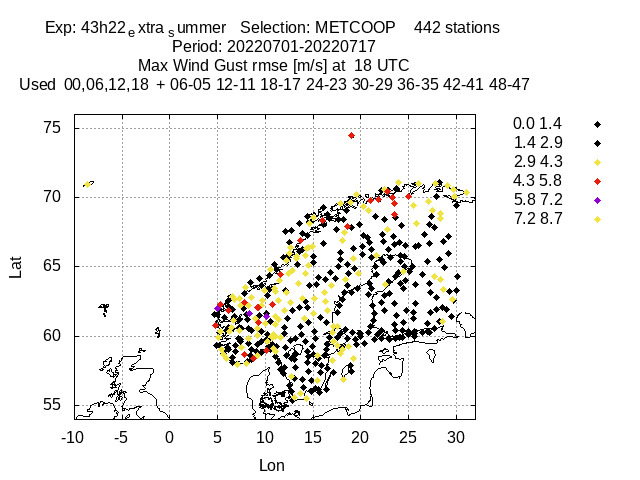 Exp: 43h22 e xtra s ummer Selection: METCOOP 442 stations
Period: 20220701-20220717
Max Wind Gust rmse [m/s] at 18 UTC
Used 00,06,12,18 + 06-05 12-11 18-17 24-23 30-29 36-35 42-41 48-47
75
70
65
60
55
Lat
-10 -5 0 5 10 15 20 25 30
Lon
0.0 1.4
1.4 2.9
2.9 4.3
4.3 5.8
5.8 7.2
7.2 8.7